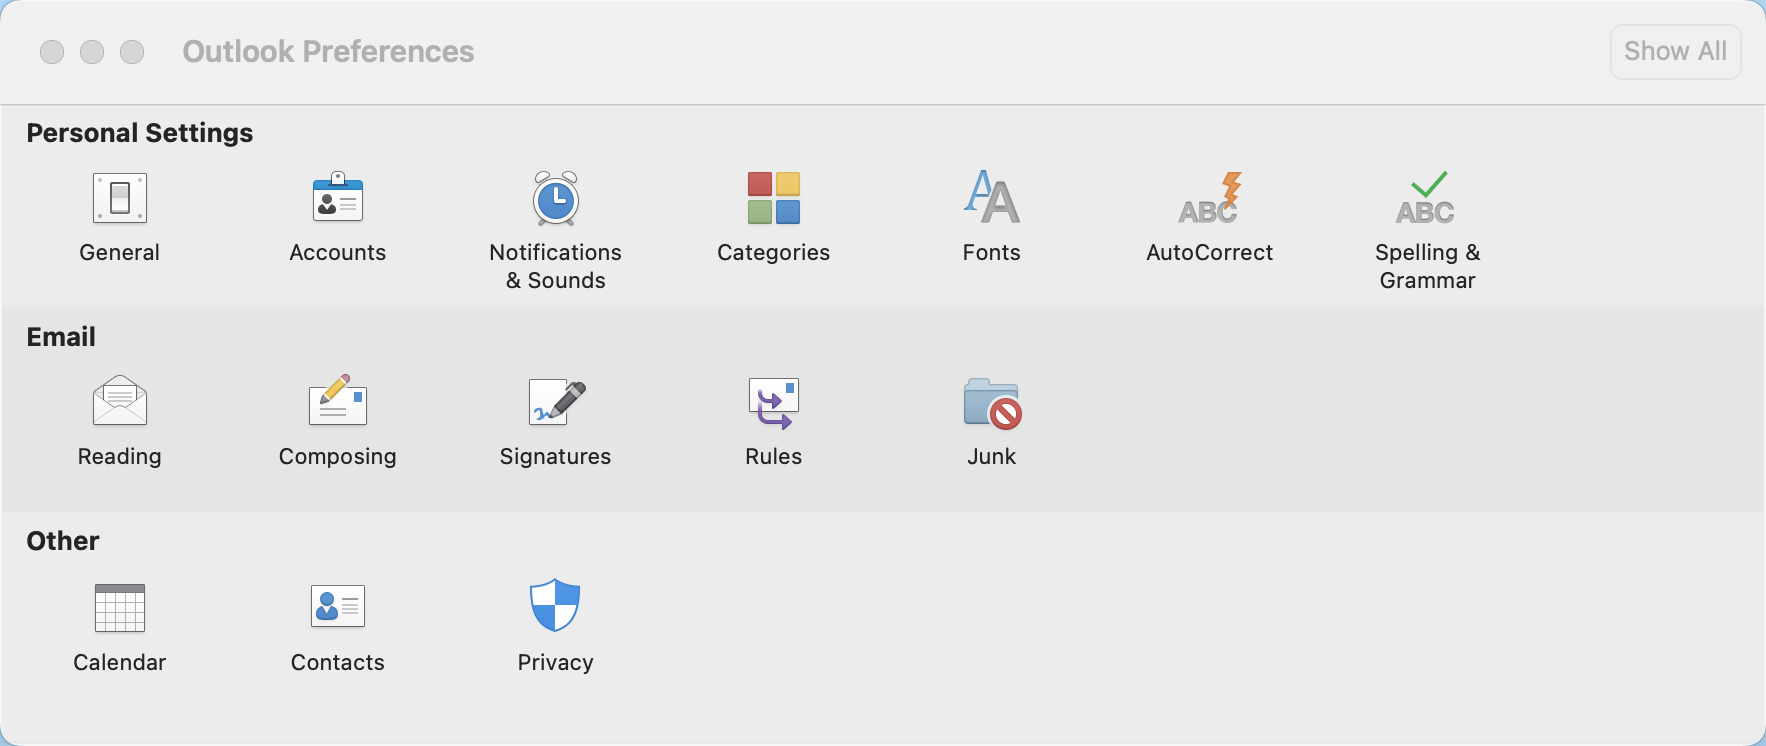 Outlook Preferences
Show All
Personal Settings
General
Accounts
Notifications
& Sounds
Categories
Fonts
ABC
AutoCorrect
ABC
Spelling &
Grammar
Email
Reading
Composing
Signatures
Rules
Junk
Other
Calendar
Contacts
Privacy